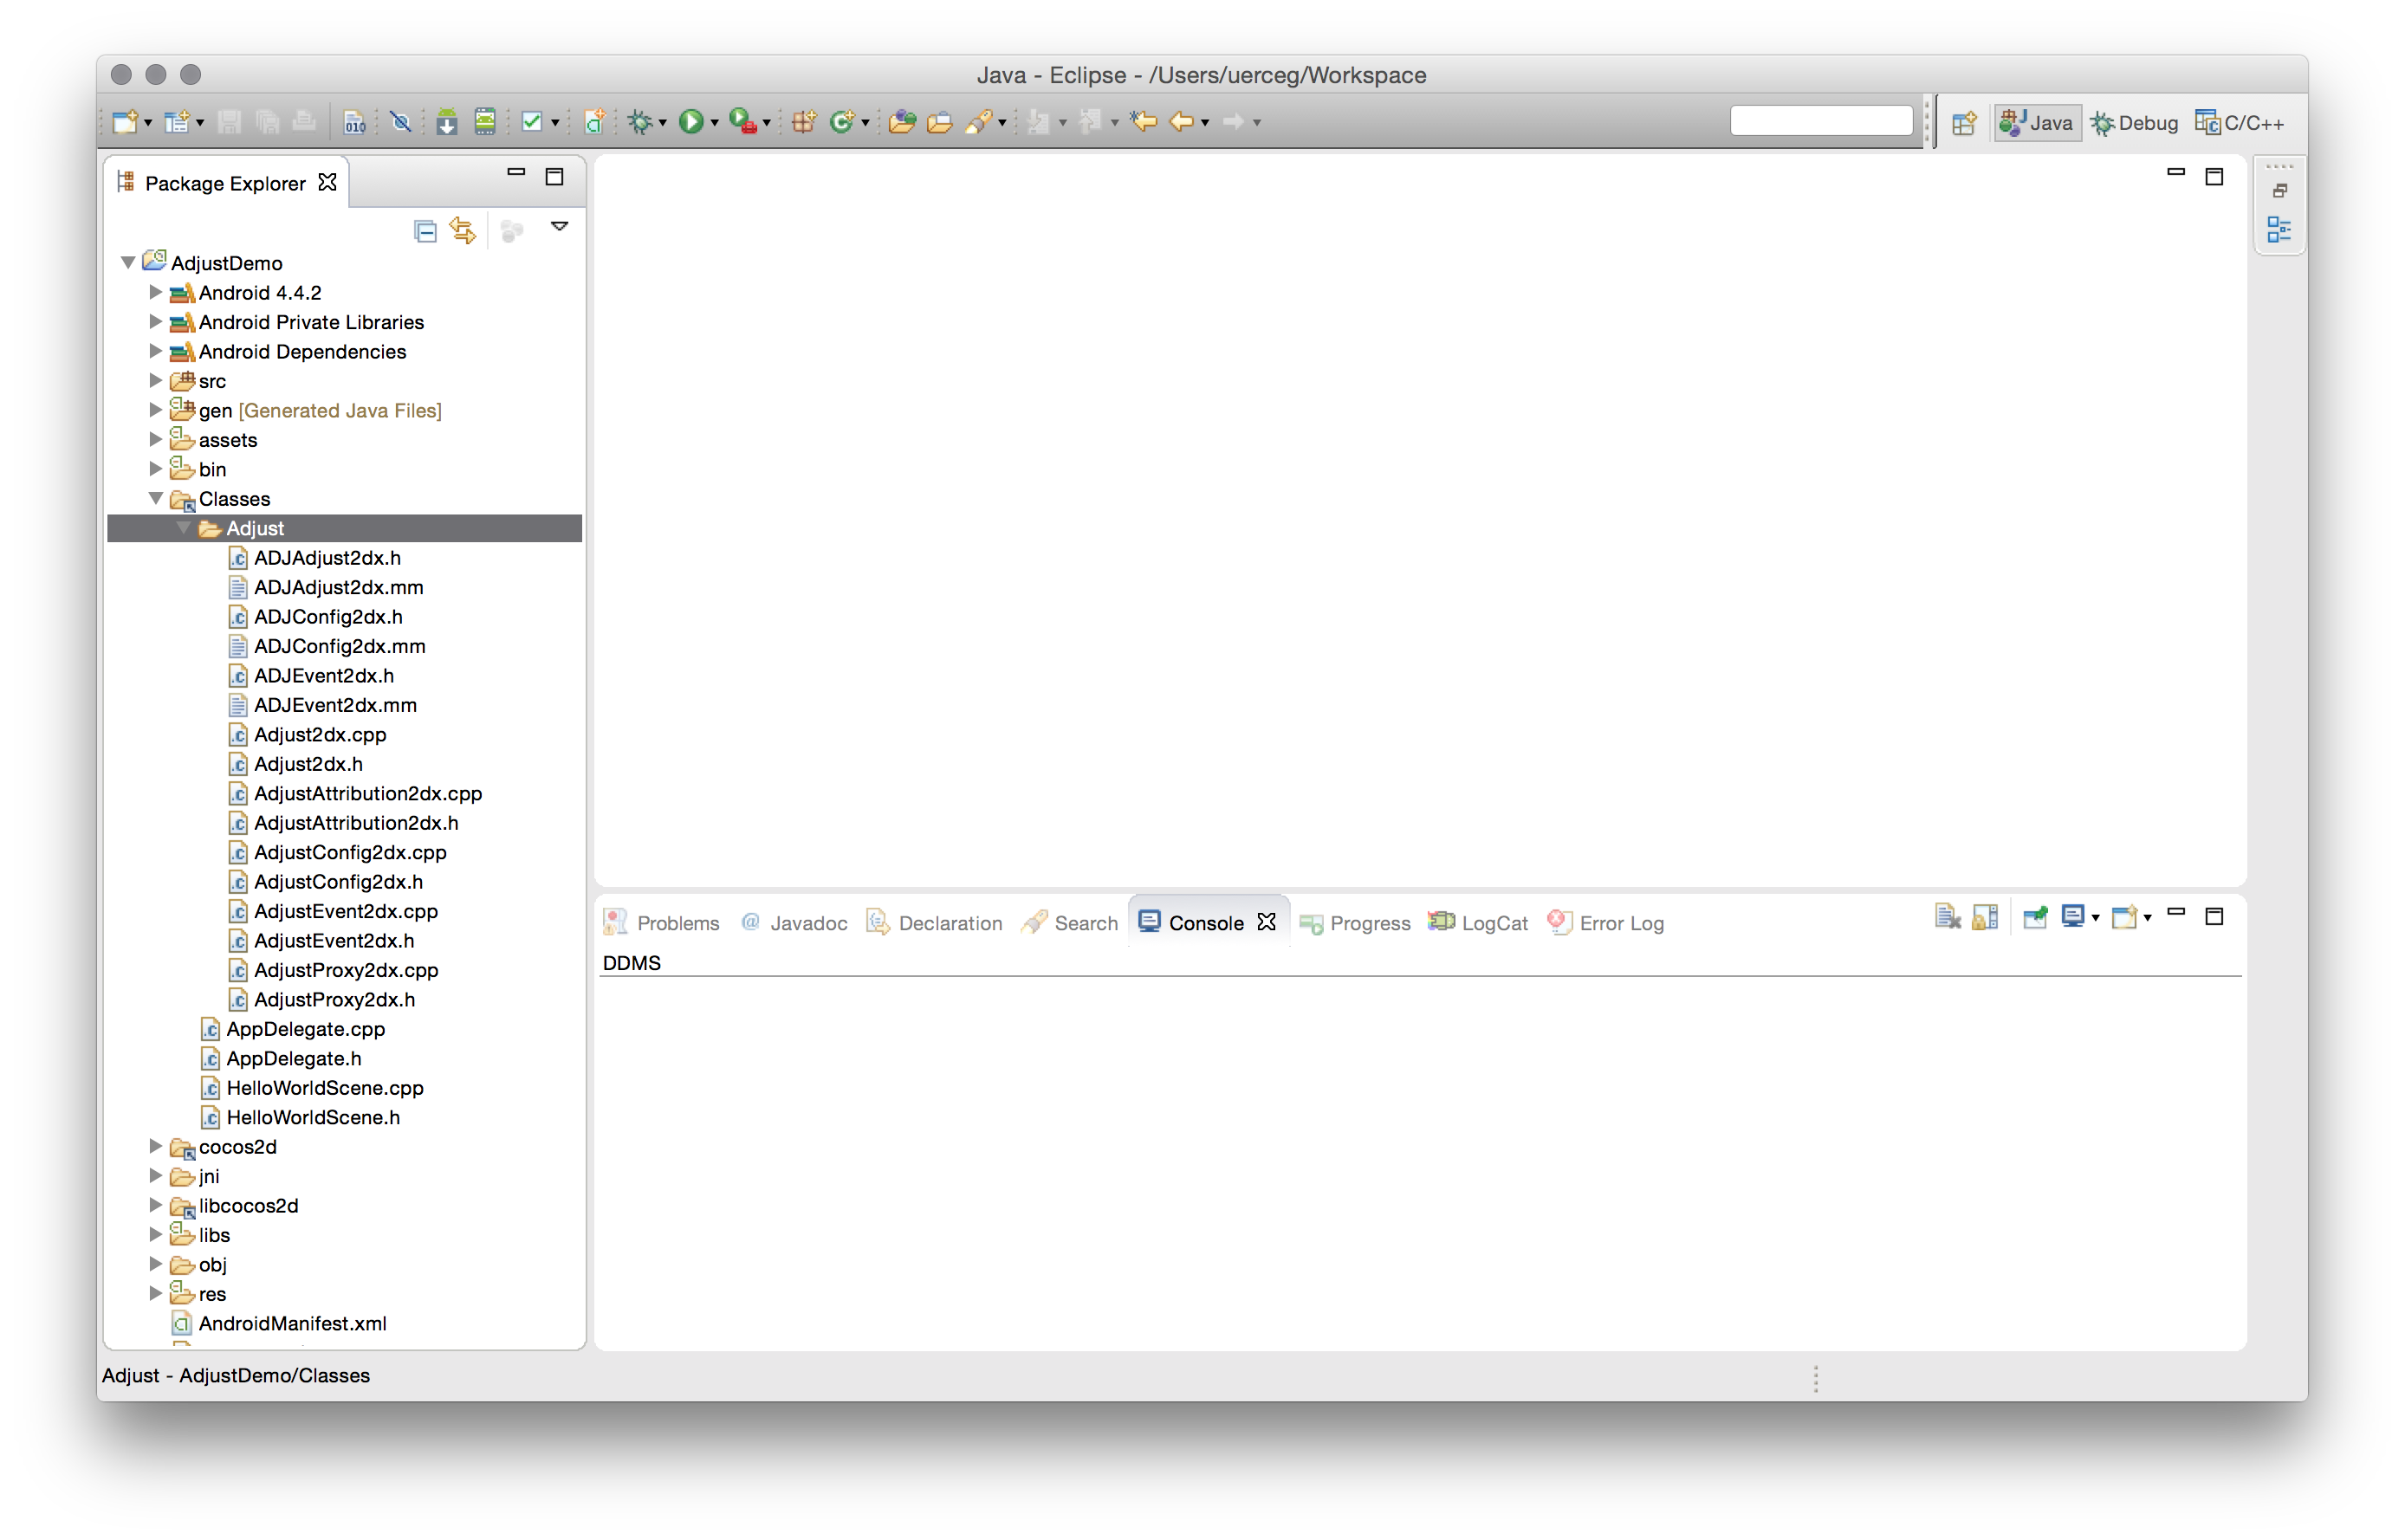 Java - Eclipse - /Users/uerceg/Workspace
010
Java
Debug
C/C++
Package Explorer
AdjustDemo
Android 4.4.2
Android Private Libraries
Android Dependencies
src
gen [Generated Java Files]
assets
bin
Classes
Adjust
ADJAdjust2dx.h
ADJAdjust2dx.mm
ADJConfig2dx.h
ADJConfig2dx.mm
ADJEvent2dx.h
ADJEvent2dx.mm
Adjust2dx.cpp
Adjust2dx.h
AdjustAttribution2dx.cpp
AdjustAttribution2dx.h
AdjustConfig2dx.cpp
AdjustConfig2dx.h
AdjustEvent2dx.cpp
AdjustEvent2dx.h
AdjustProxy2dx.cpp
AdjustProxy2dx.h
AppDelegate.cpp
AppDelegate.h
HelloWorldScene.cpp
HelloWorldScene.h
cocos2d
jni
libcocos2d
libs
obj
res
AndroidManifest.xml
Problems
Javadoc
Declaration
Search
Console
Progress
LogCat
Error Log
DDMS
Adjust - AdjustDemo/Classes